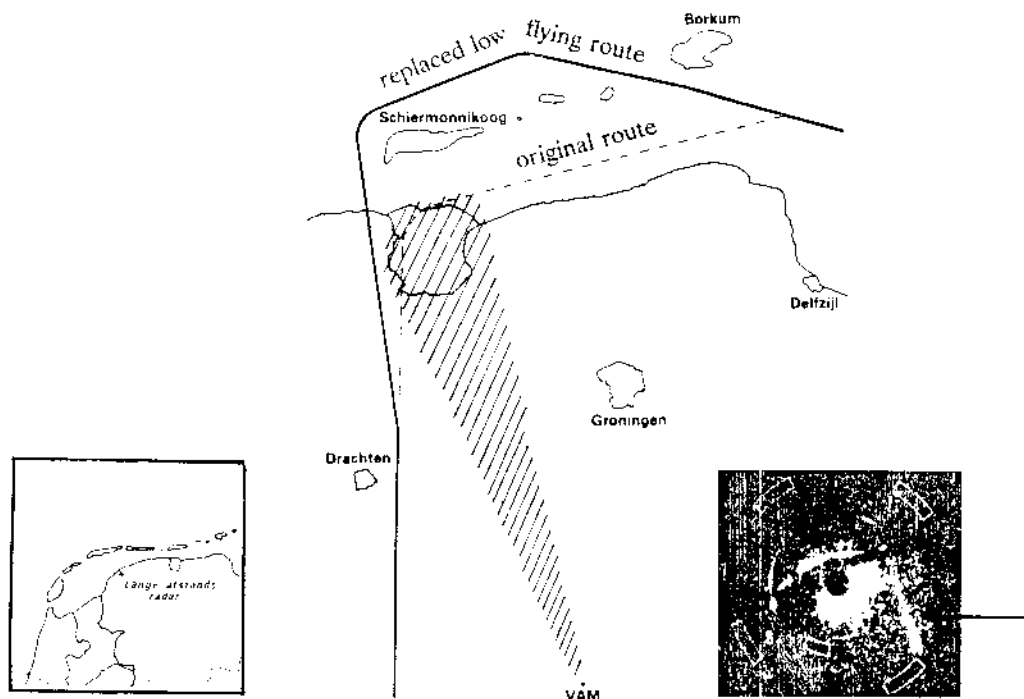 Borkum
replaced low flying route
Schiermonnikoog
original route
Delfzijl
Groningen
Drachten
Lange afstands
radar
VAM